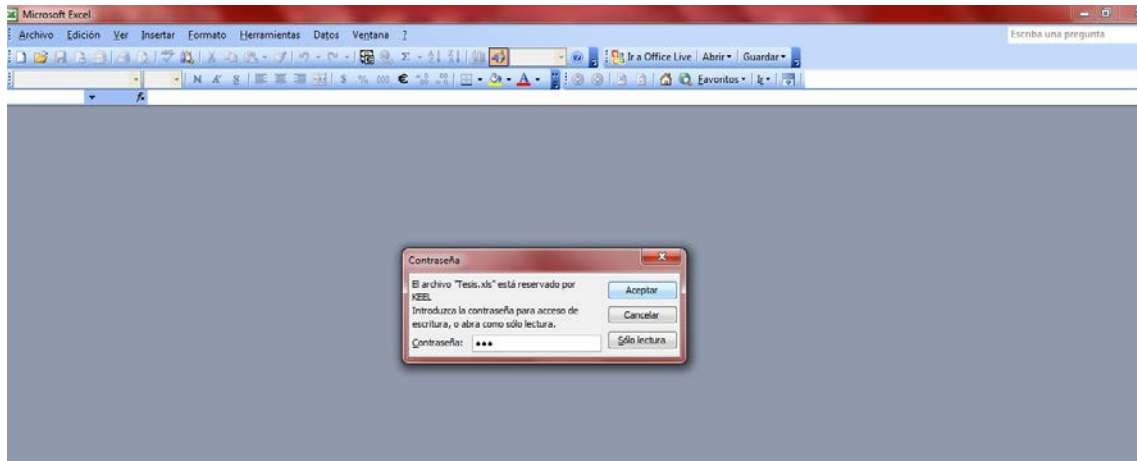 Microsoft Excel
Archivo Edición Ver Insertar Formato Herramientas Datos Ventana ?
Escriba una pregunta
Ir a Office Live Abrir Guardar
N K S $ % 000 € A Favoritos
fx
Contraseña
El archivo "Tesis.xls" está reservado por
KEEL
Introduzca la contraseña para acceso de
escritura, o abra como sólo lectura.
Contraseña: •••
Aceptar
Cancelar
Sólo lectura